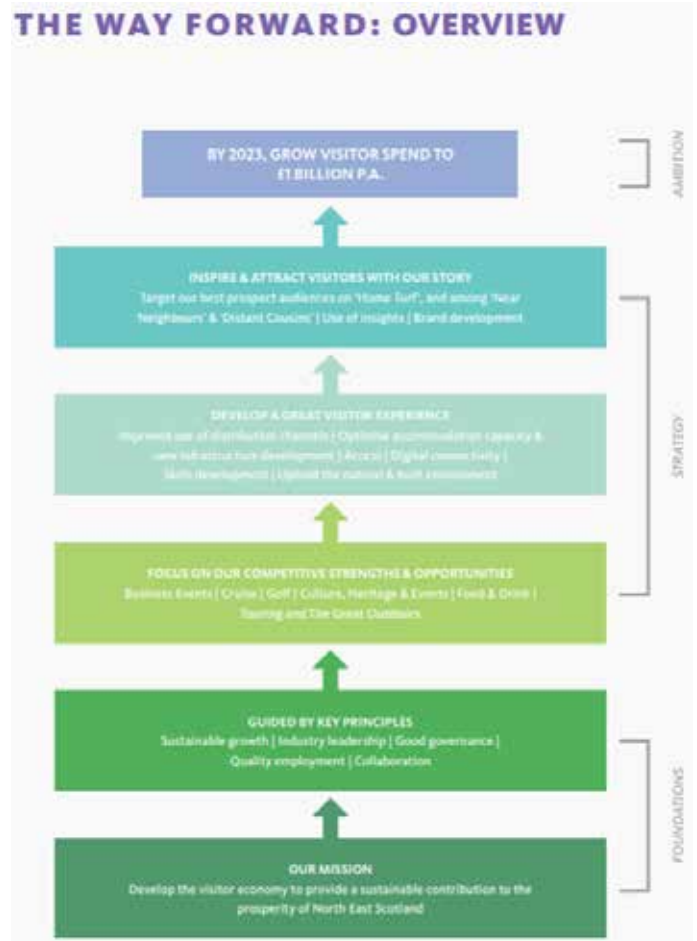 THE WAY FORWARD: OVERVIEW
BY 2023, GROW VISITOR SPEND TO
£1BILLION P.A.
AMBITION
INSPIRE & ATTRACT VISITORS WITH OUR STORY
Target our best prospect audiences on 'Home Turf', and among 'Near
Neighbours' & 'Distant Cousins' | Use of insights | Brand development
DEVELOP A GREAT VISITOR EXPERIENCE
Improved use of distribution channels | Optimise accommodation capacity &
new infrastructure development | Access | Digital connectivity |
Skills development | Uphold the natural & built environment
STRATEGY
FOCUS ON OUR COMPETITIVE STRENGTHS & OPPORTUNITIES
Business Events | Cruise | Golf | Culture, Heritage & Events | Food & Drink |
Touring and The Great Outdoors
GUIDED BY KEY PRINCIPLES
Sustainable growth | Industry leadership | Good governance |
Quality employment | Collaboration
FOUNDATIONS
OUR MISSION
Develop the visitor economy to provide a sustainable contribution to the
prosperity of North East Scotland